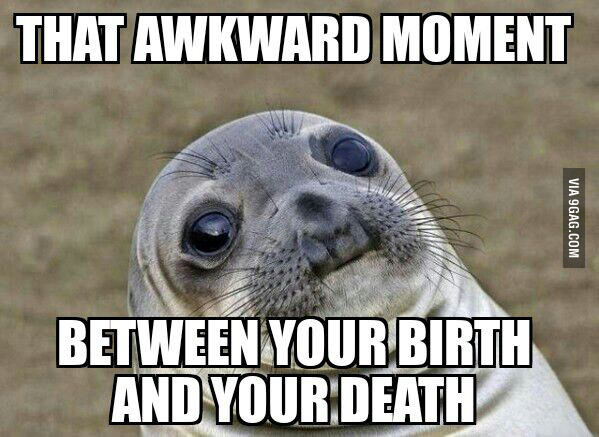 THAT AWKWARD MOMENT
VIA 9GAG.COM
BETWEEN YOUR BIRTH
AND YOUR DEATH